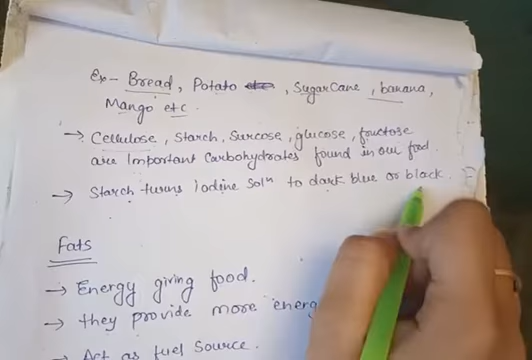 Ex- Bread, Potato, Sugarcane, banana,
Mango etc.
→ Cellulose, Starch, Surcose, glucose, fructose
are Important Carbohydrates found in our food.
→ Starch turns Iodine Solⁿ to dark blue or black.
Fats
→ Energy giving food.
→ they provide more energ
→ Act as fuel Source.